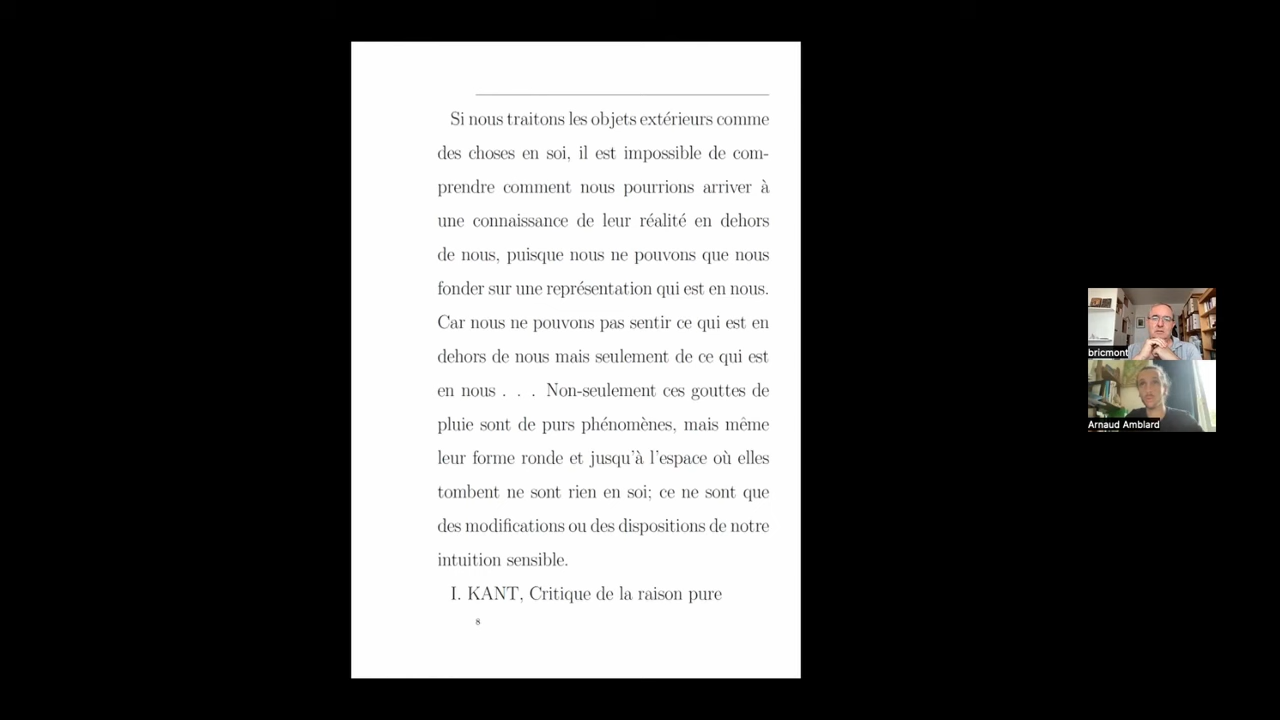 Si nous traitons les objets extérieurs comme
des choses en soi, il est impossible de com-
prendre comment nous pourrions arriver à
une connaissance de leur réalité en dehors
de nous, puisque nous ne pouvons que nous
fonder sur une représentation qui est en nous.
Car nous ne pouvons pas sentir ce qui est en
dehors de nous mais seulement de ce qui est
en nous . . . Non-seulement ces gouttes de
pluie sont de purs phénomènes, mais même
leur forme ronde et jusqu'à l'espace où elles
tombent ne sont rien en soi; ce ne sont que
des modifications ou des dispositions de notre
intuition sensible.
I. KANT, Critique de la raison pure
8
bricmont
Arnaud Amblard